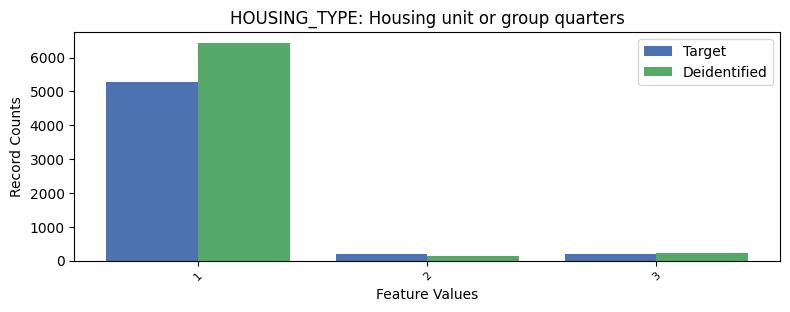 HOUSING_TYPE: Housing unit or group quarters
Target
Deidentified
Record Counts
6000
5000
4000
3000
2000
1000
0
1
2
3
Feature Values